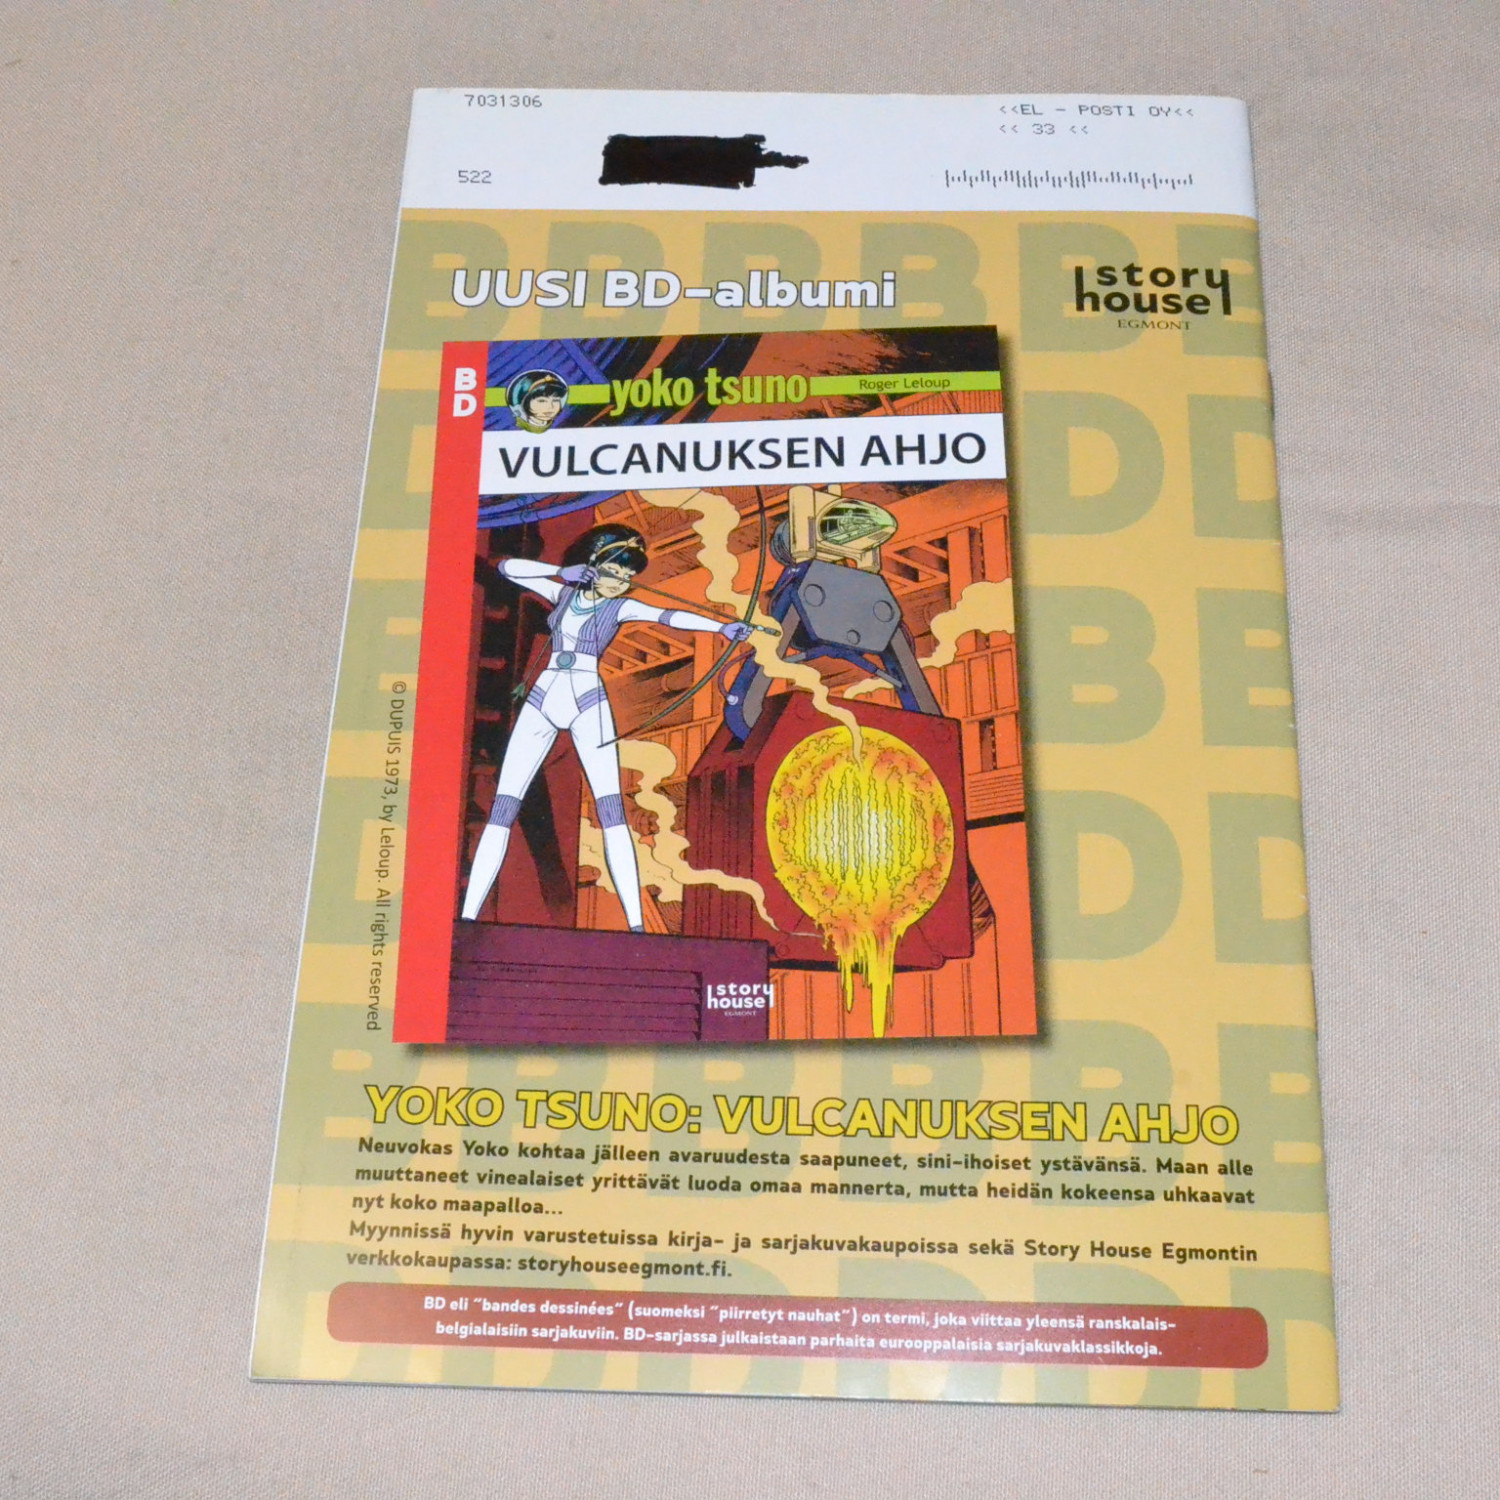 7031306
<<EL - POSTI OY<<
<< 33 <<
522
UUSI BD-albumi
story
house
EGMONT
B
D
yoko tsuno
Roger Leloup
VULCANUKSEN AHJO
© DUPUIS 1973, by Leloup. All rights reserved
story
house
EGMONT
YOKO TSUNO: VULCANUKSEN AHJO
Neuvokas Yoko kohtaa jälleen avaruudesta saapuneet, sini-ihoiset ystävänsä. Maan alle
muuttaneet vinealaiset yrittävät luoda omaa mannerta, mutta heidän kokeensa uhkaavat
nyt koko maapalloa...
Myynnissä hyvin varustetuissa kirja- ja sarjakuvakaupoissa sekä Story House Egmontin
verkkokaupassa: storyhouseegmont.fi.
BD eli "bandes dessinées" (suomeksi "piirretyt nauhat") on termi, joka viittaa yleensä ranskalais-
belgialaisiin sarjakuviin. BD-sarjassa julkaistaan parhaita eurooppalaisia sarjakuvaklassikkoja.